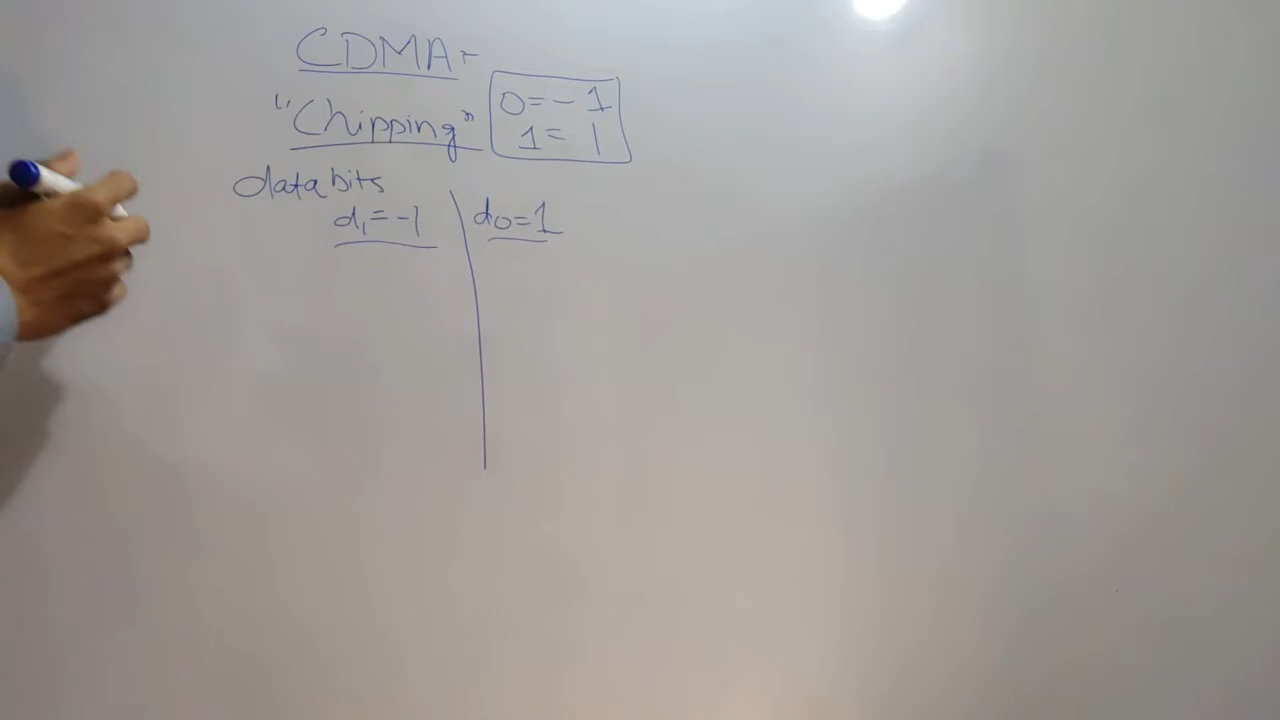 CDMA:-
"Chipping"
0 = - 1
1 = 1
data bits
d1 = -1
d0 = 1